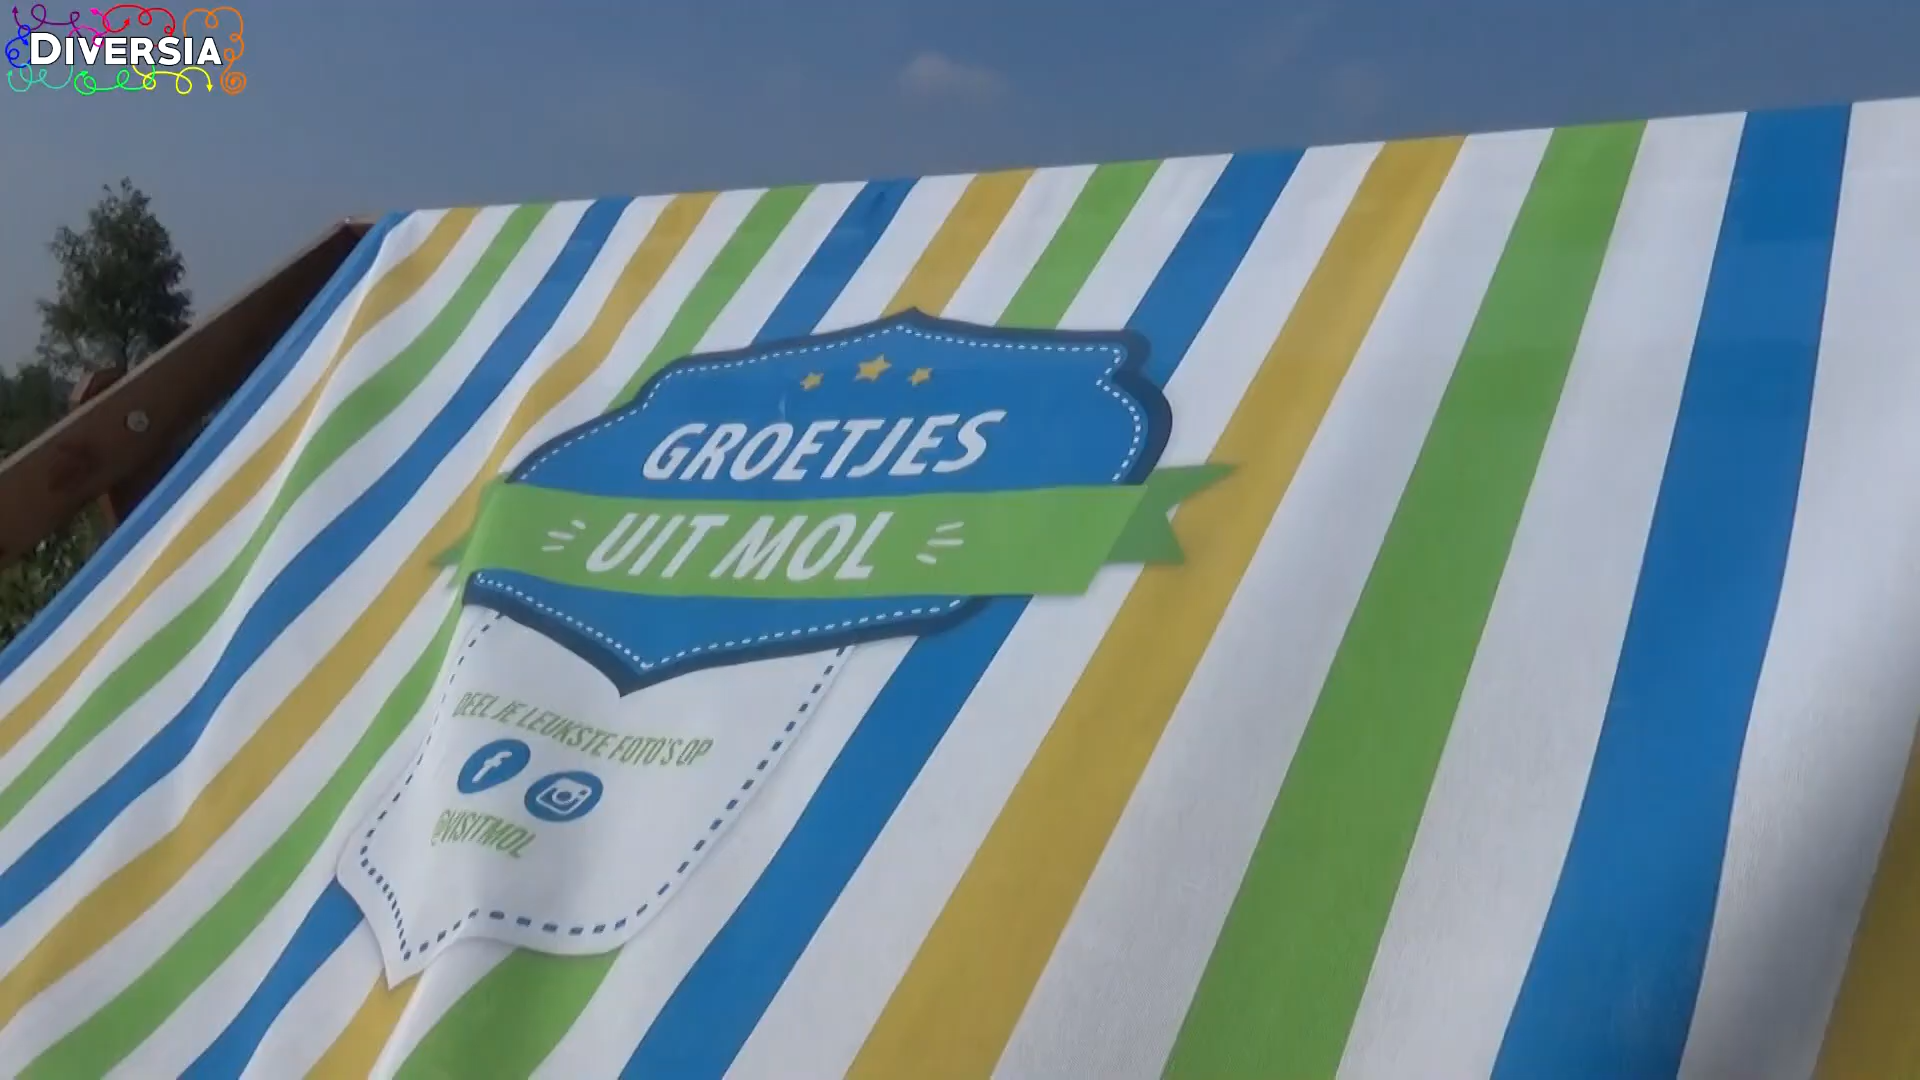 DIVERSIA
GROETJES
UIT MOL
DEEL JE LEUKSTE FOTO'S OP
@VISITMOL